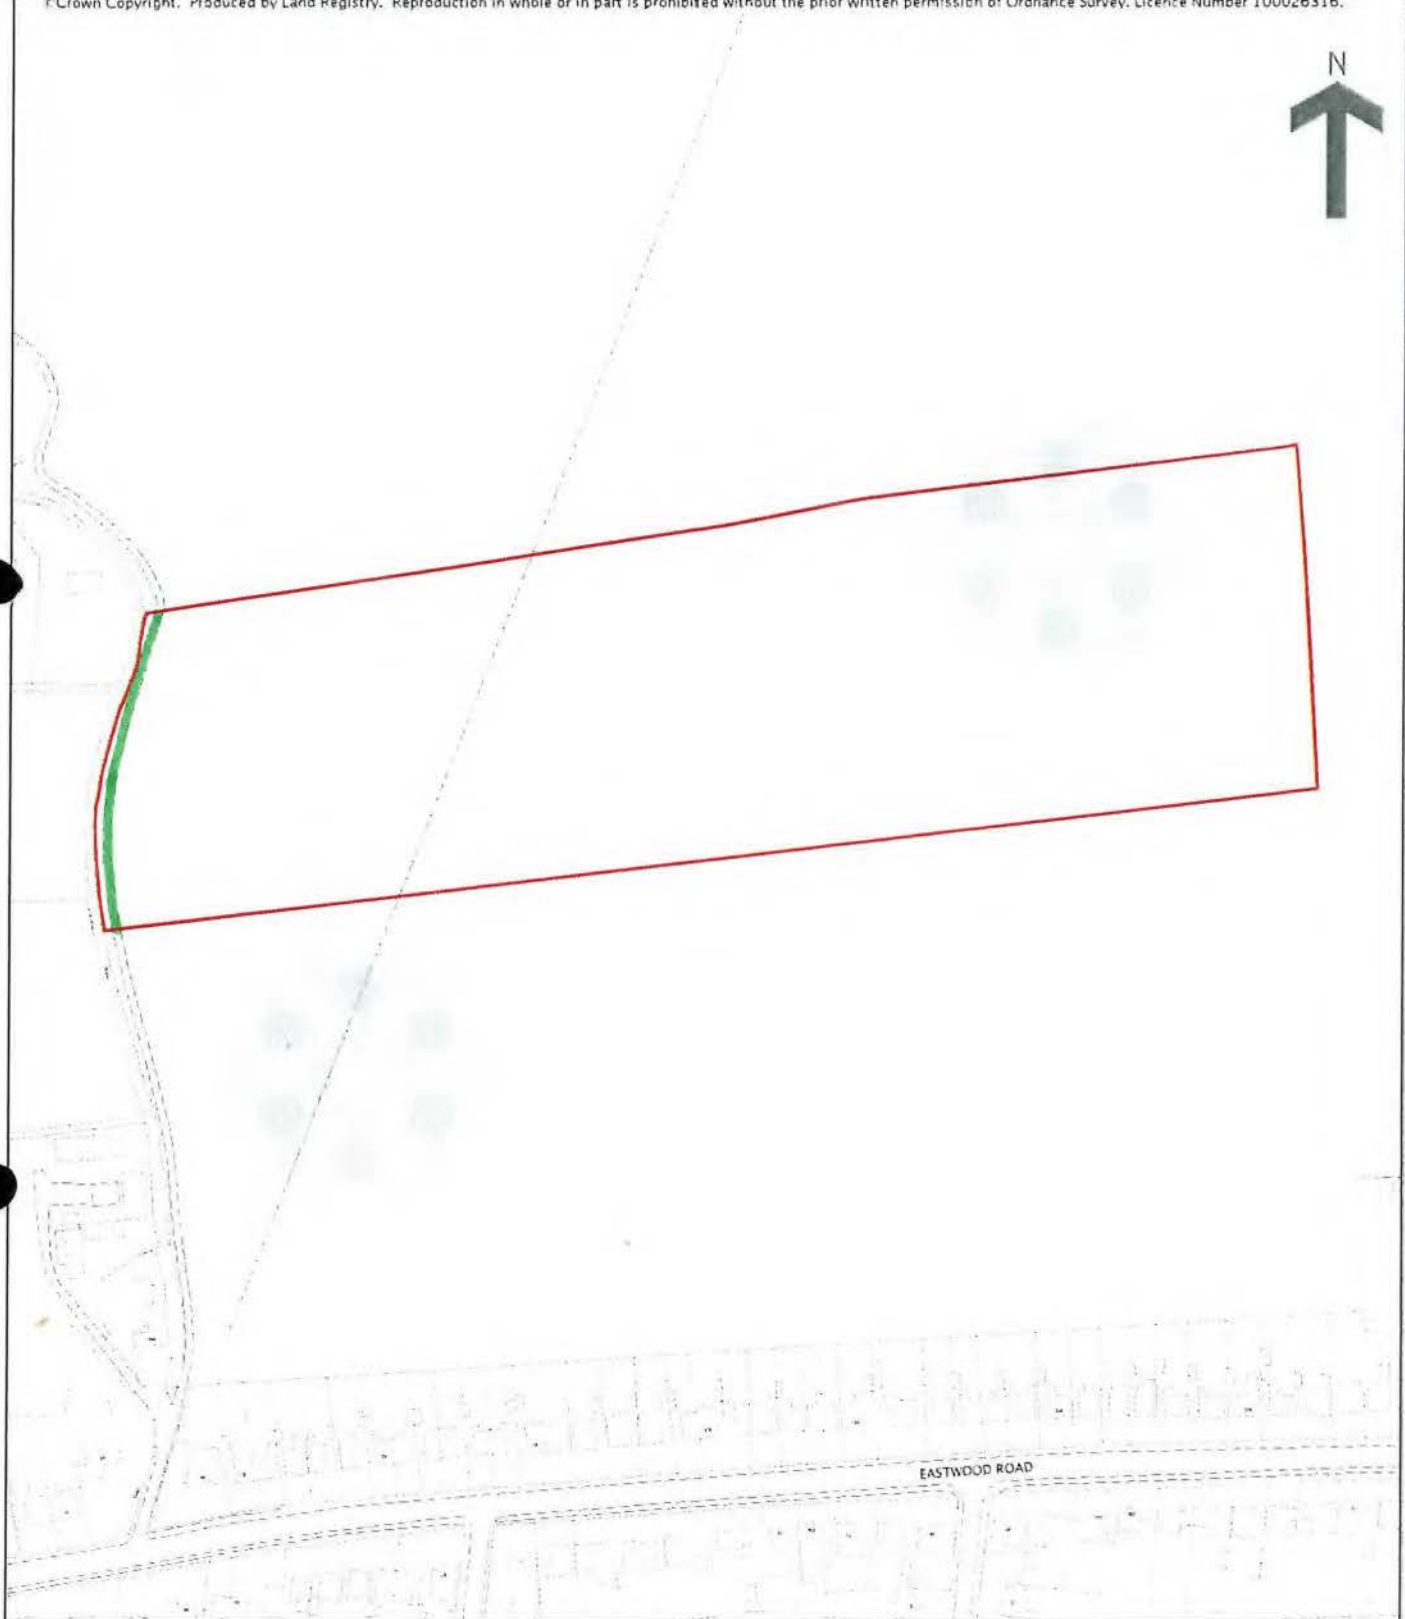 Crown Copyright. Produced by Land Registry. Reproduction in whole or in part is prohibited without the prior written permission of Ordnance Survey. Licence Number 100026316.
N
EASTWOOD ROAD